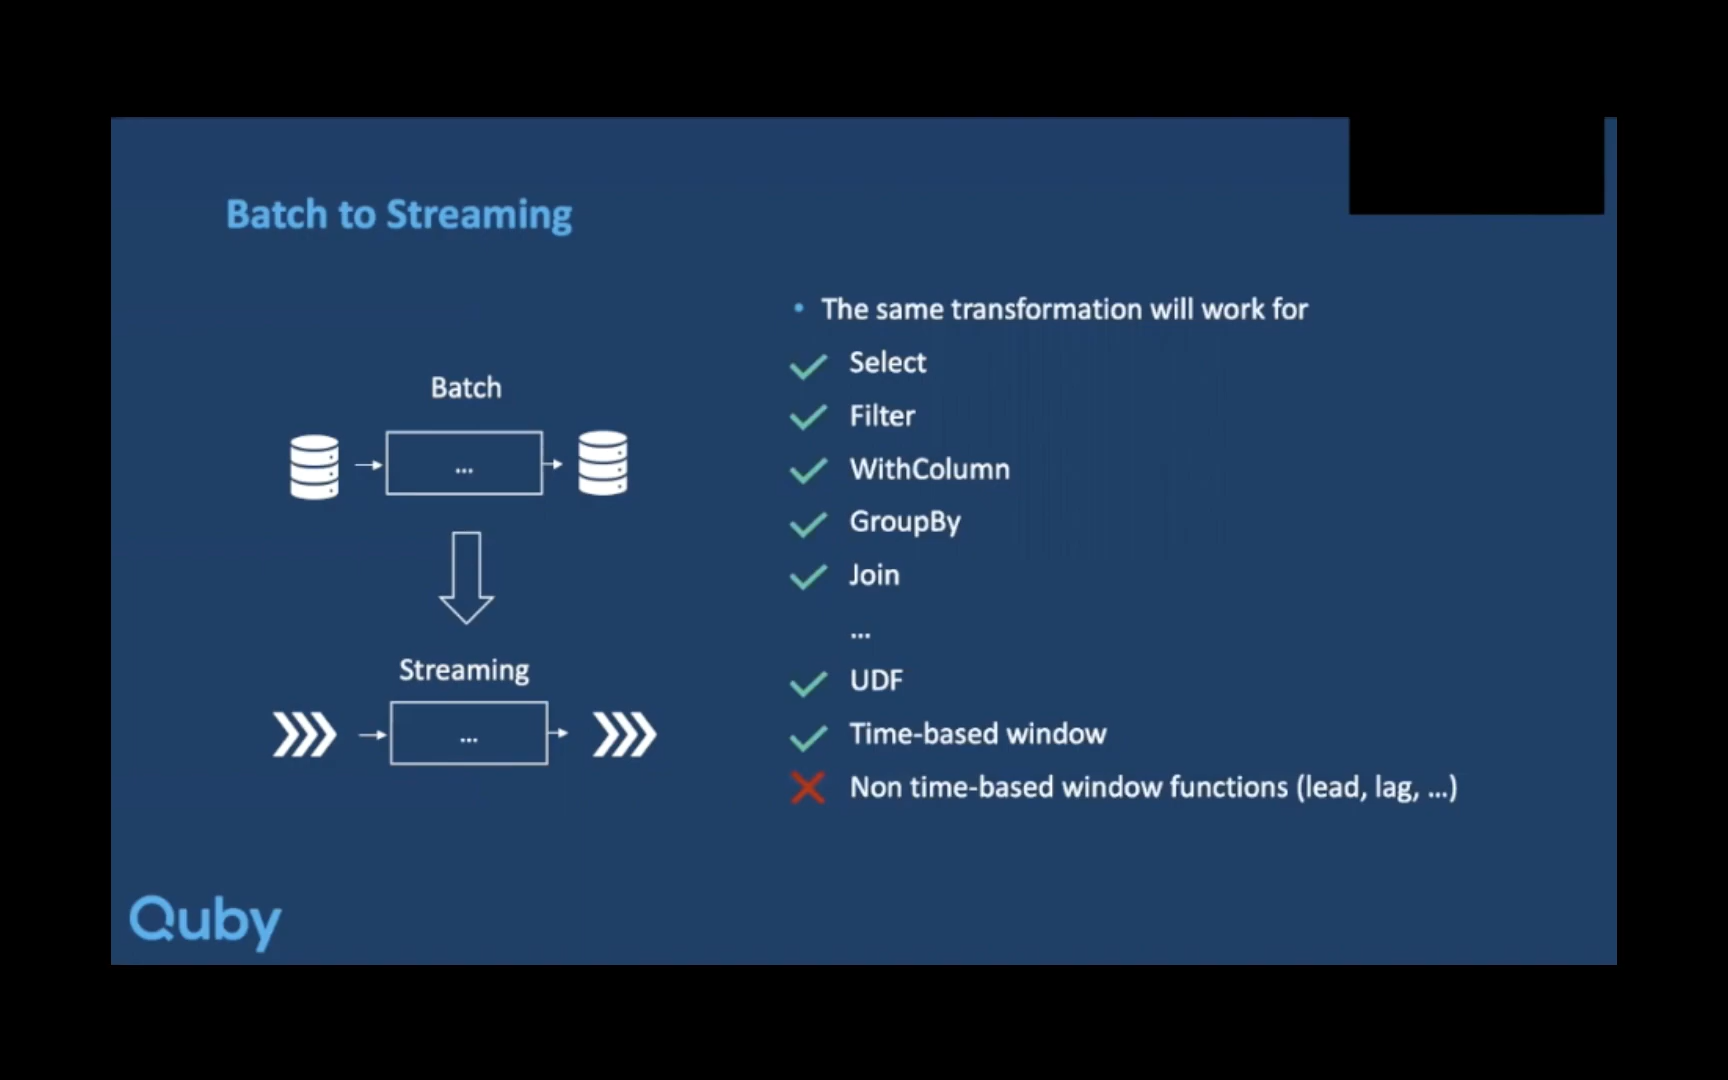 Batch to Streaming
Batch
...
Streaming
...
• The same transformation will work for
Select
Filter
WithColumn
GroupBy
Join
...
UDF
Time-based window
Non time-based window functions (lead, lag, ...)
Quby